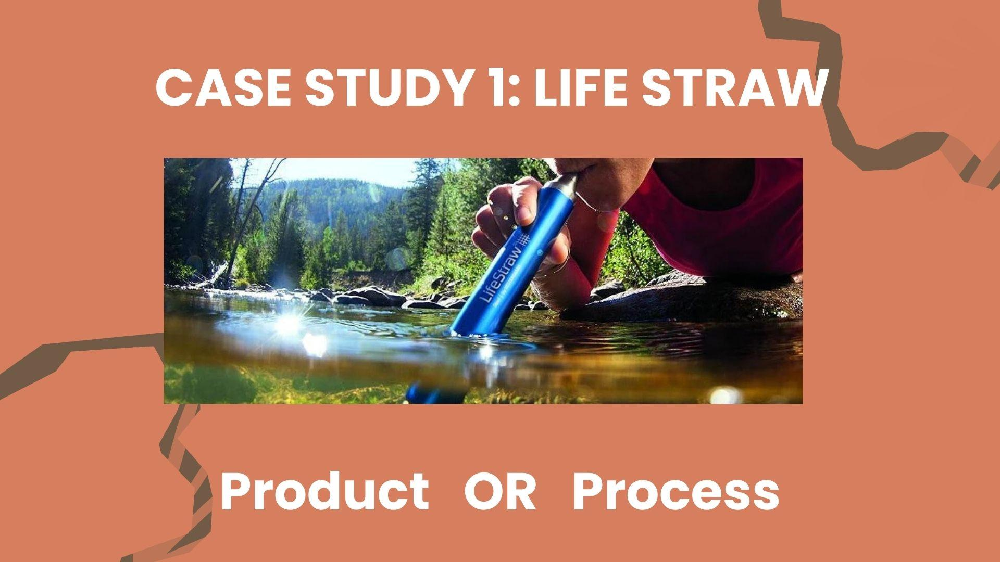 CASE STUDY 1: LIFE STRAW
LifeStraw
Product OR Process